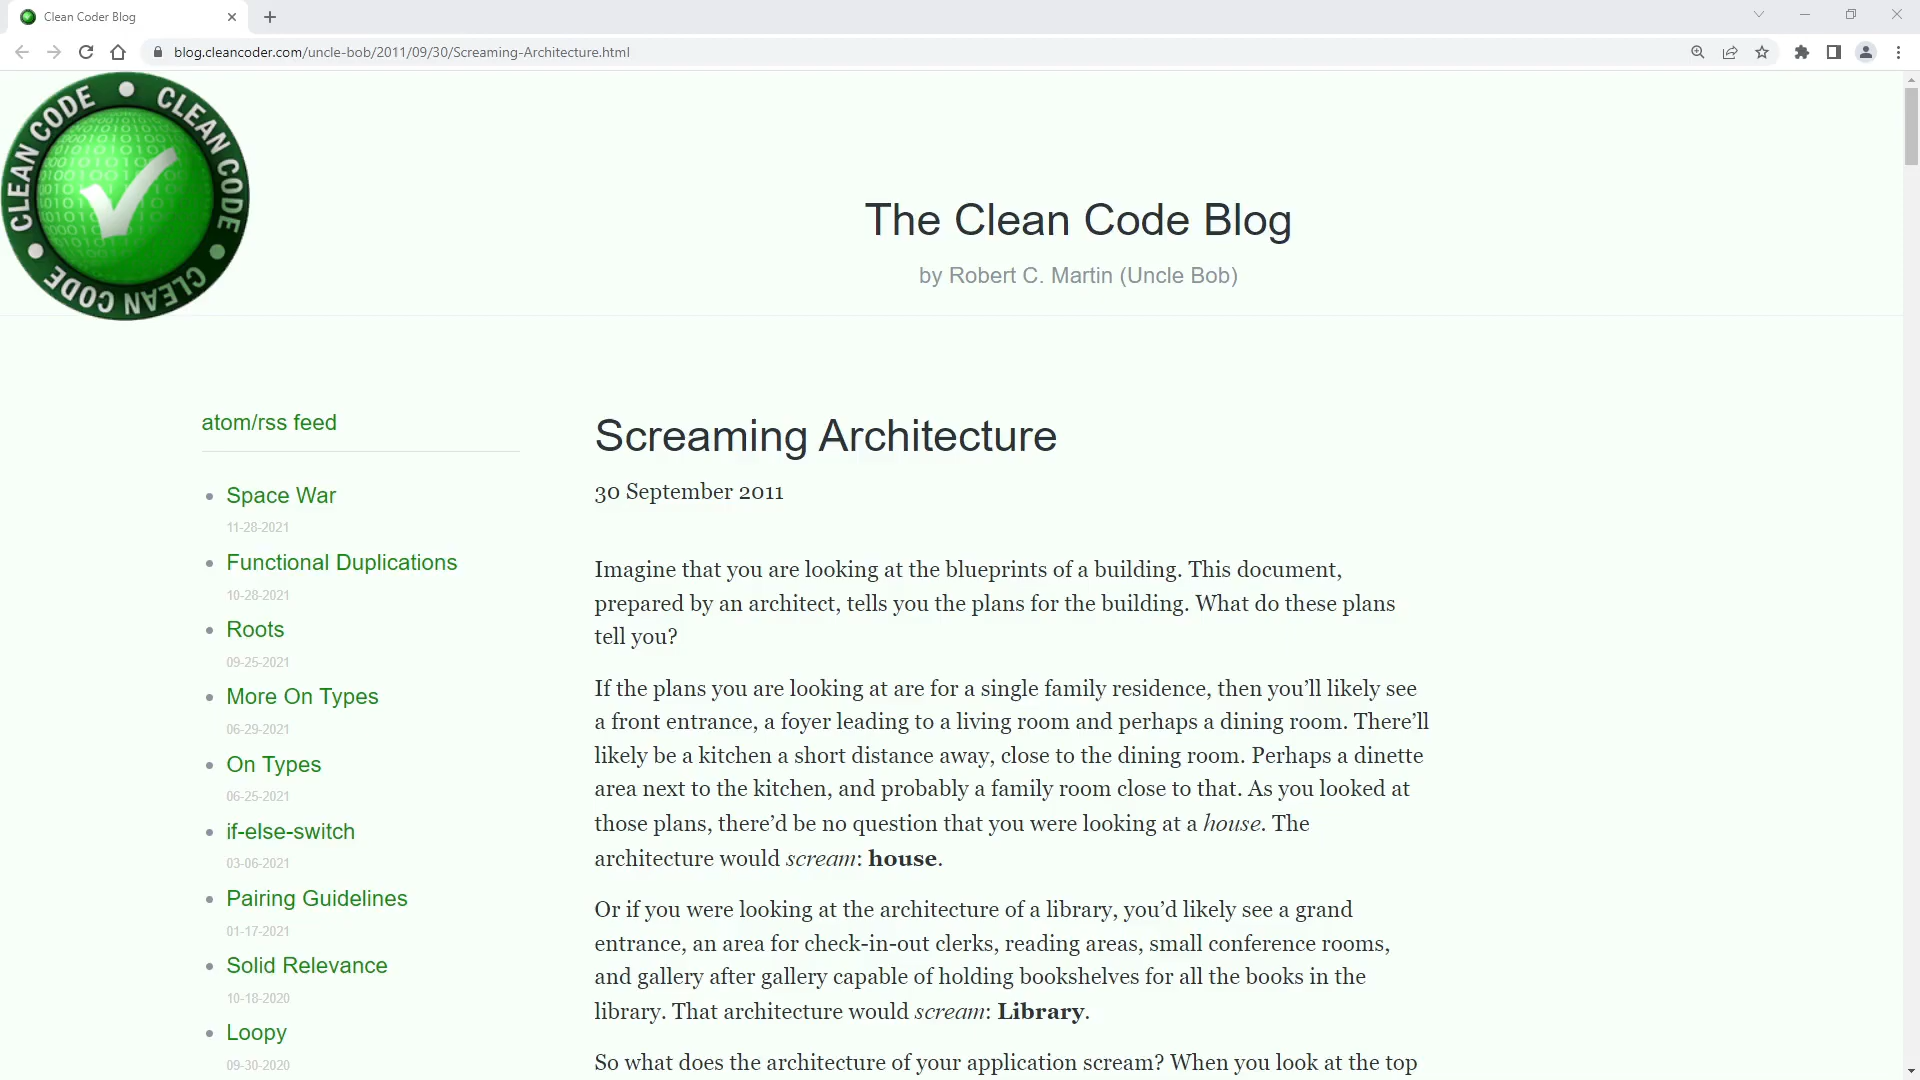 Clean Coder Blog
blog.cleancoder.com/uncle-bob/2011/09/30/Screaming-Architecture.html
CLEAN CODE CLEAN CODE CLEAN CODE
The Clean Code Blog
by Robert C. Martin (Uncle Bob)
atom/rss feed
Space War
11-28-2021
Functional Duplications
10-28-2021
Roots
09-25-2021
More On Types
06-29-2021
On Types
06-25-2021
if-else-switch
03-06-2021
Pairing Guidelines
01-17-2021
Solid Relevance
10-18-2020
Loopy
09-30-2020
Screaming Architecture
30 September 2011
Imagine that you are looking at the blueprints of a building. This document,
prepared by an architect, tells you the plans for the building. What do these plans
tell you?
If the plans you are looking at are for a single family residence, then you’ll likely see
a front entrance, a foyer leading to a living room and perhaps a dining room. There’ll
likely be a kitchen a short distance away, close to the dining room. Perhaps a dinette
area next to the kitchen, and probably a family room close to that. As you looked at
those plans, there’d be no question that you were looking at a house. The
architecture would scream: house.
Or if you were looking at the architecture of a library, you’d likely see a grand
entrance, an area for check-in-out clerks, reading areas, small conference rooms,
and gallery after gallery capable of holding bookshelves for all the books in the
library. That architecture would scream: Library.
So what does the architecture of your application scream? When you look at the top